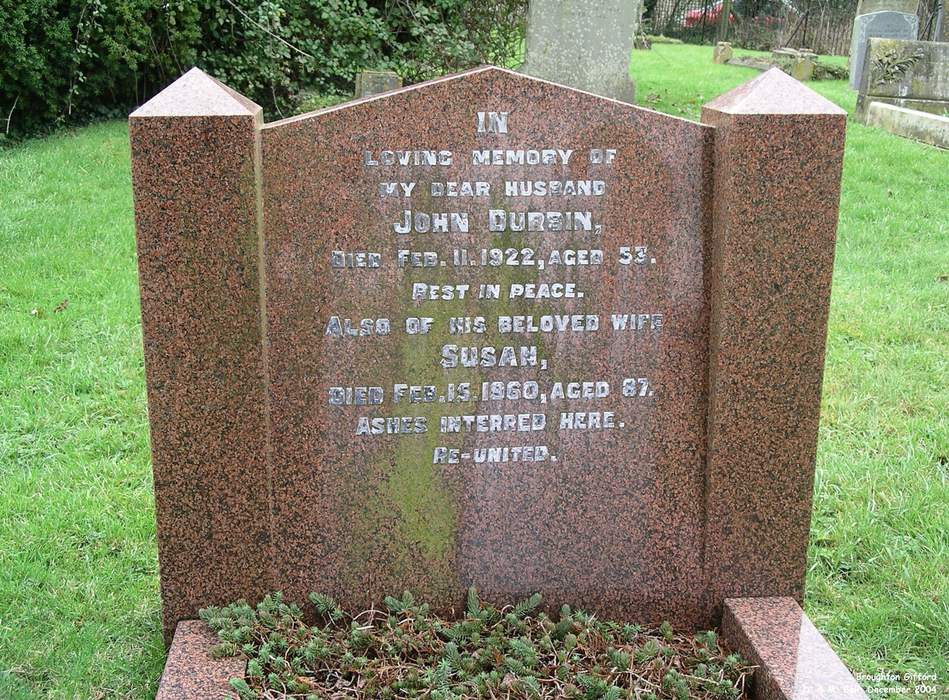 IN
LOVING MEMORY OF
MY DEAR HUSBAND
JOHN DURBIN,
DIED FEB. 11. 1922, AGED 53.
REST IN PEACE.
ALSO OF HIS BELOVED WIFE
SUSAN,
DIED FEB. 15. 1960, AGED 87.
ASHES INTERRED HERE.
RE-UNITED.
Broughton Gifford
December